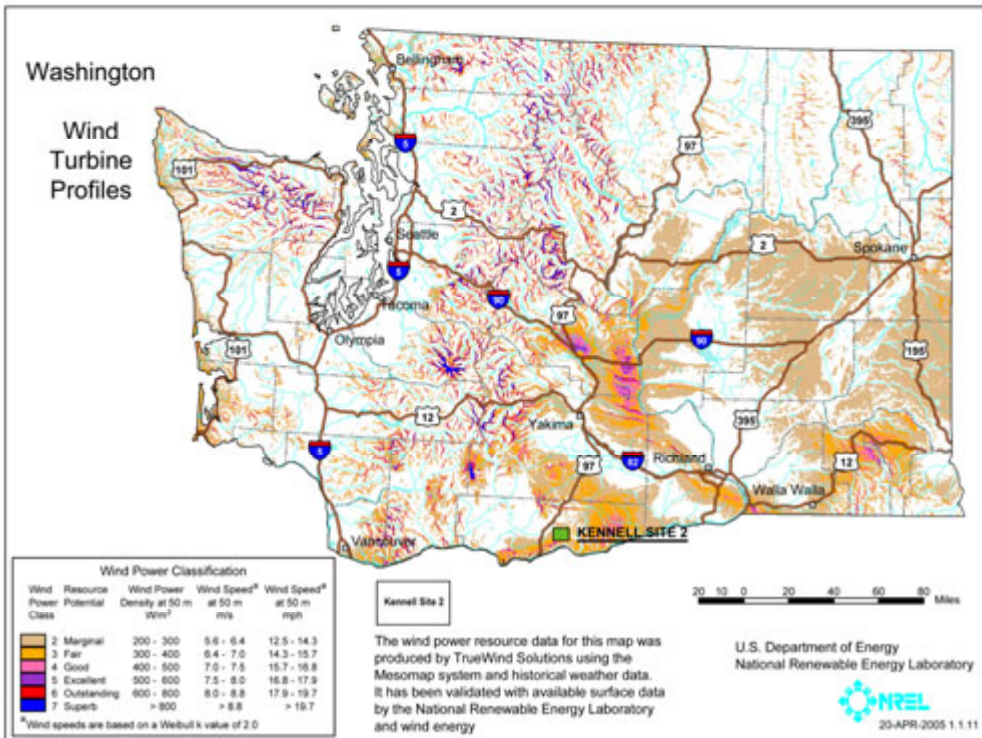 Washington
Wind
Turbine
Profiles
Bellingham
5
101
97
395
2
Seattle
5
2
Spokane
Tacoma
90
97
Olympia
101
90
195
12
Yakima
395
5
97
82
Richland
12
Walla Walla
KENNELL SITE 2
Vancouver
Wind Power Classification
Wind Power Class Resource Potential Wind Power Density at 50 m W/m² Wind Speedᵃ at 50 m m/s Wind Speedᵃ at 50 m mph
2 Marginal 200 - 300 5.6 - 6.4 12.5 - 14.3
3 Fair 300 - 400 6.4 - 7.0 14.3 - 15.7
4 Good 400 - 500 7.0 - 7.5 15.7 - 16.8
5 Excellent 500 - 600 7.5 - 8.0 16.8 - 17.9
6 Outstanding 600 - 800 8.0 - 8.8 17.9 - 19.7
7 Superb > 800 > 8.8 > 19.7
ᵃWind speeds are based on a Weibull k value of 2.0
Kennell Site 2
The wind power resource data for this map was
produced by TrueWind Solutions using the
Mesomap system and historical weather data.
It has been validated with available surface data
by the National Renewable Energy Laboratory
and wind energy
20 10 0 20 40 60 80 Miles
U.S. Department of Energy
National Renewable Energy Laboratory
NREL
20-APR-2005 1.1.11